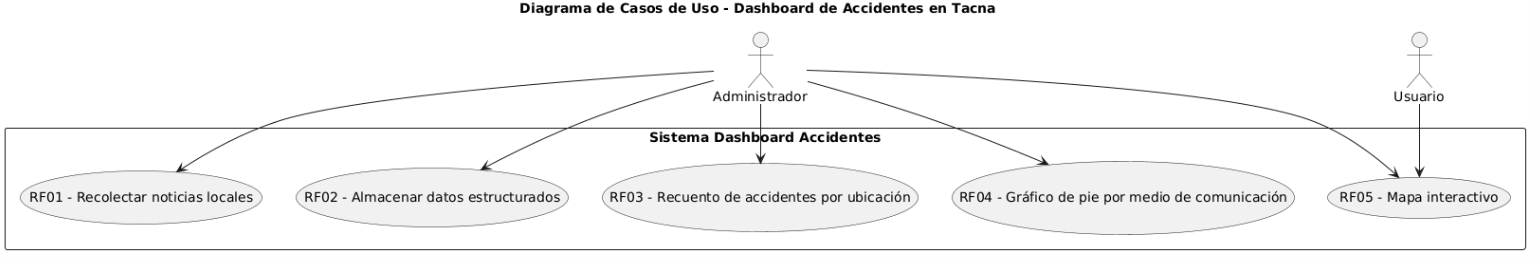 Diagrama de Casos de Uso - Dashboard de Accidentes en Tacna
Administrador
Usuario
Sistema Dashboard Accidentes
RF01 - Recolectar noticias locales
RF02 - Almacenar datos estructurados
RF03 - Recuento de accidentes por ubicación
RF04 - Gráfico de pie por medio de comunicación
RF05 - Mapa interactivo